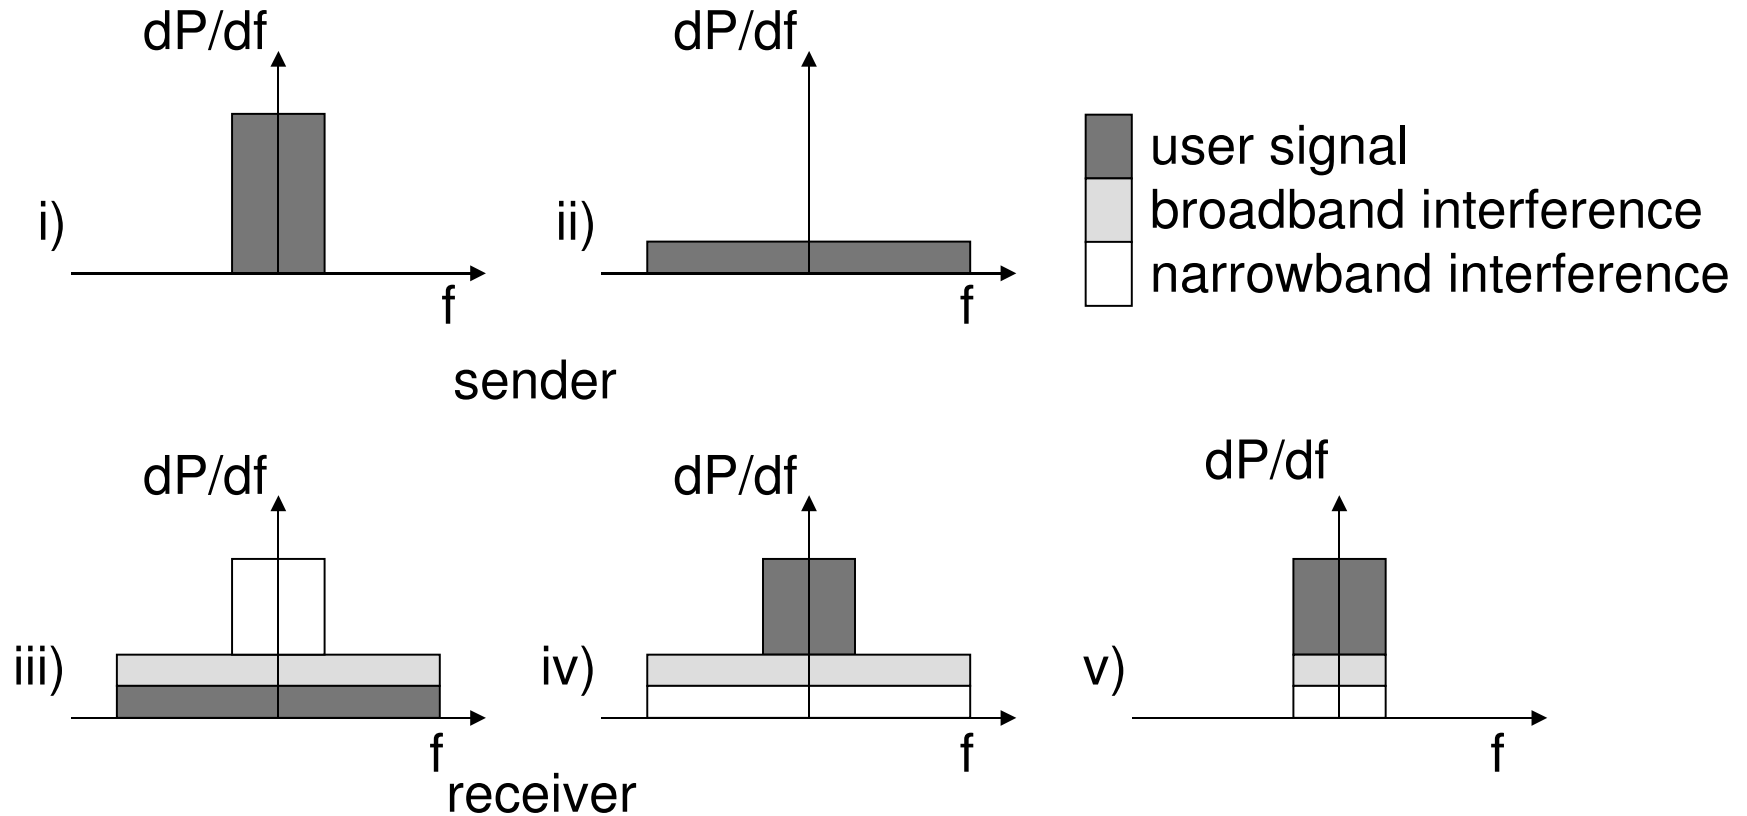 dP/df
dP/df
i)
ii)
user signal
broadband interference
narrowband interference
f
f
sender
dP/df
dP/df
dP/df
iii)
iv)
v)
f
f
f
receiver